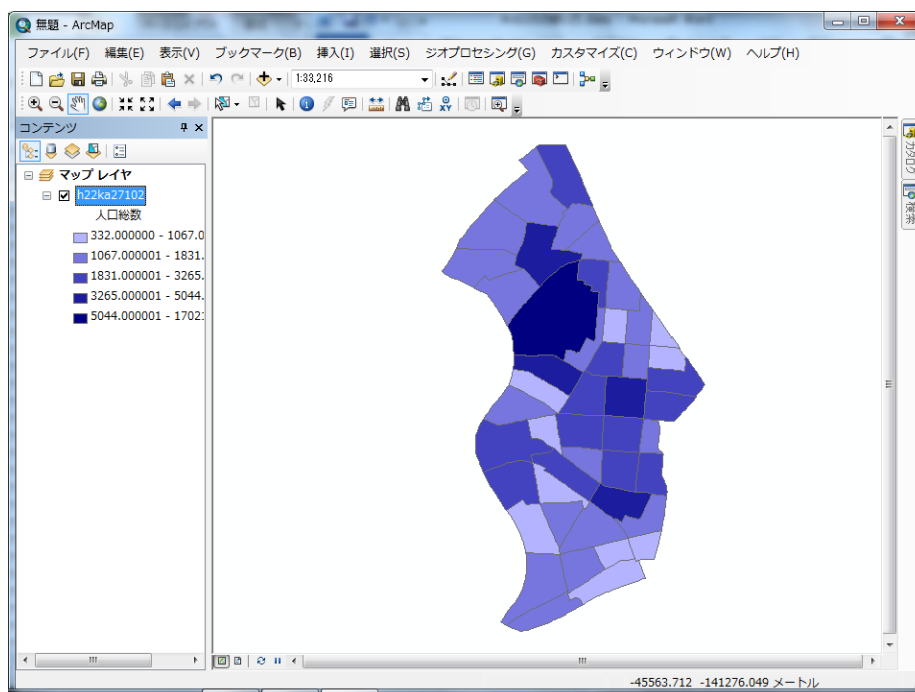 無題 - ArcMap
ファイル(F) 編集(E) 表示(V) ブックマーク(B) 挿入(I) 選択(S) ジオプロセシング(G) カスタマイズ(C) ウィンドウ(W) ヘルプ(H)
1:33,216
コンテンツ
マップ レイヤ
h22ka27102
人口総数
332.000000 - 1067.0
1067.000001 - 1831.
1831.000001 - 3265.
3265.000001 - 5044.
5044.000001 - 1702
カタログ
検索
-45563.712 -141276.049 メートル